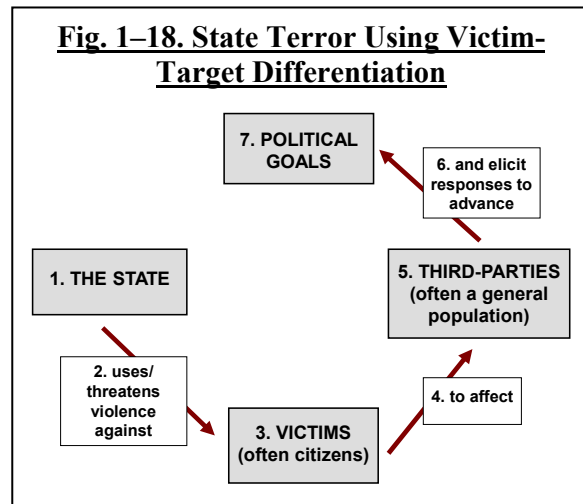 Fig. 1–18. State Terror Using Victim-
Target Differentiation
7. POLITICAL
GOALS
6. and elicit
responses to
advance
1. THE STATE
5. THIRD-PARTIES
(often a general
population)
2. uses/
threatens
violence
against
4. to affect
3. VICTIMS
(often citizens)